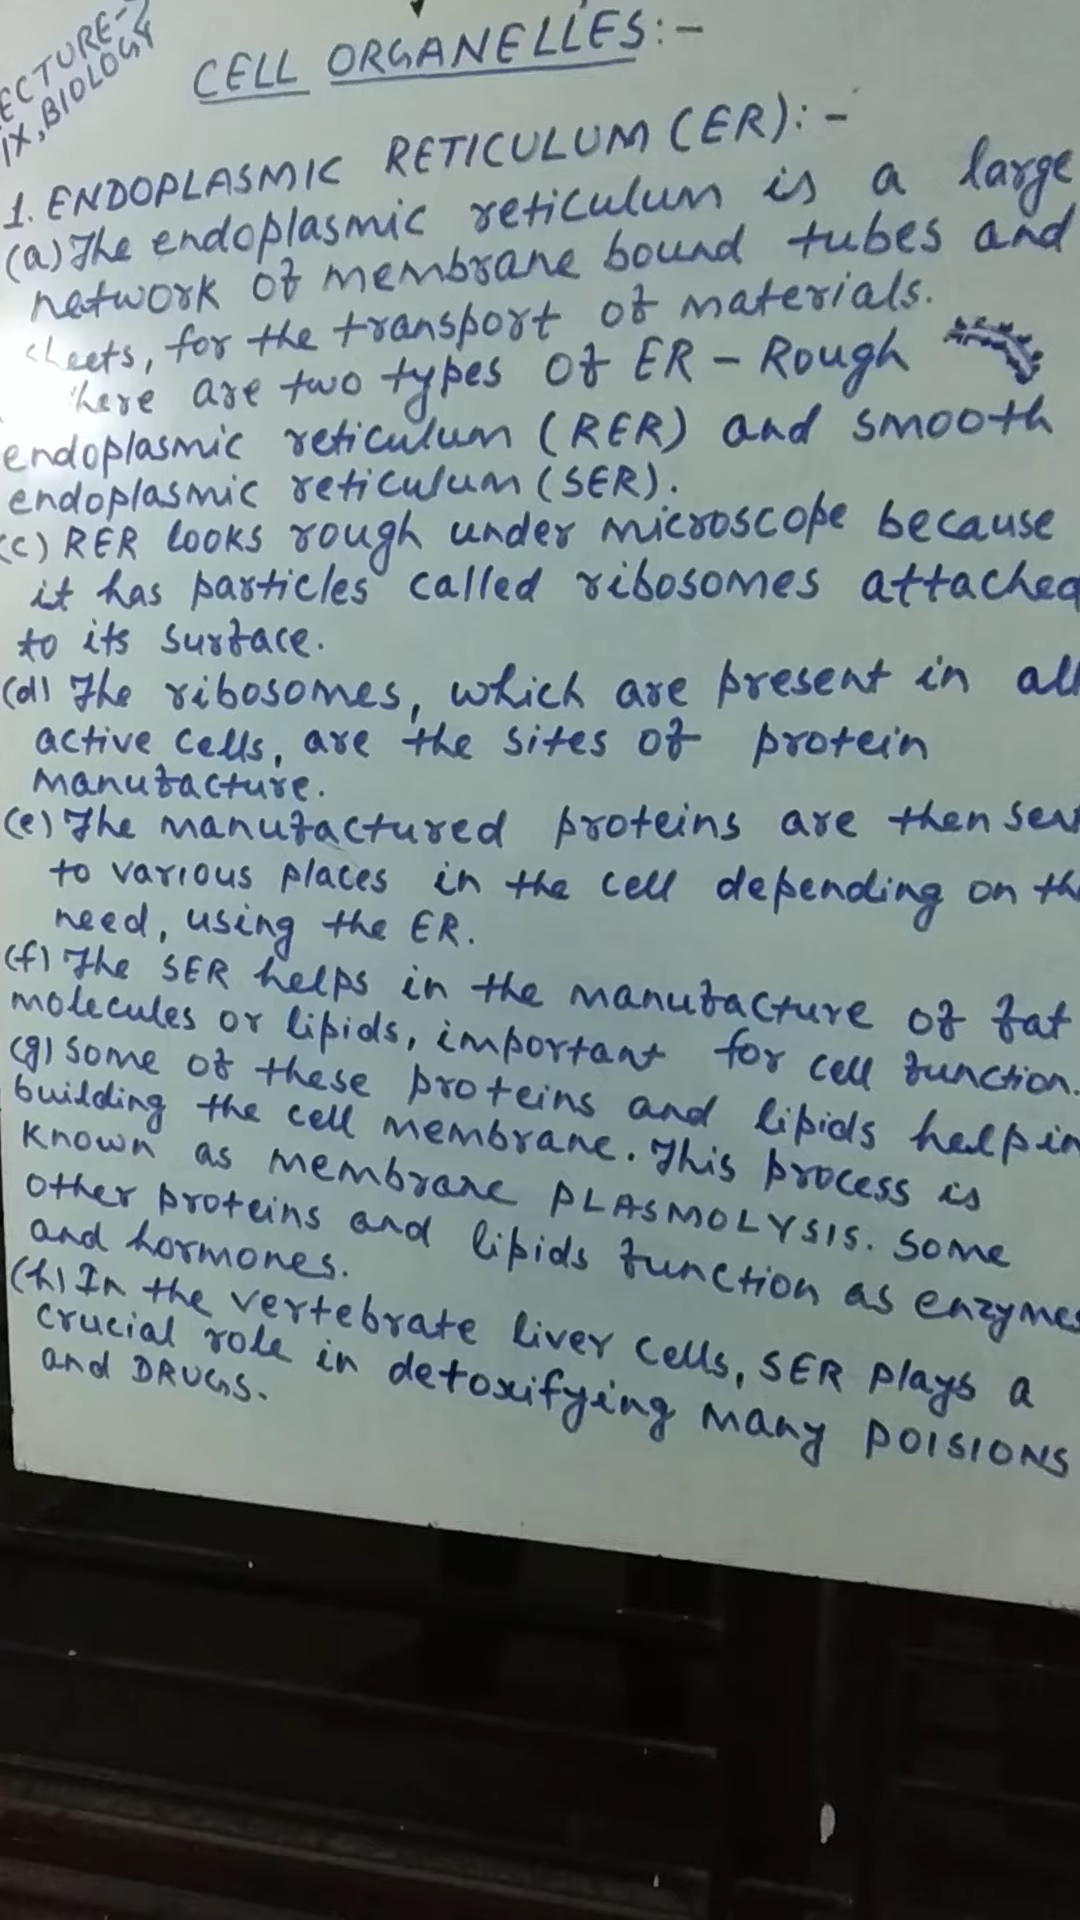 LECTURE-7
IX, BIOLOGY
CELL ORGANELLES:-
1. ENDOPLASMIC RETICULUM (ER):-
(a) The endoplasmic reticulum is a large
network of membrane bound tubes and
sheets, for the transport of materials.
There are two types of ER - Rough
endoplasmic reticulum (RER) and smooth
endoplasmic reticulum (SER).
(c) RER looks rough under microscope because
it has particles called ribosomes attached
to its surface.
(d) The ribosomes, which are present in all
active cells, are the sites of protein
manufacture.
(e) The manufactured proteins are then sent
to various places in the cell depending on the
need, using the ER.
(f) The SER helps in the manufacture of fat
molecules or lipids, important for cell function.
(g) Some of these proteins and lipids help in
building the cell membrane. This process is
known as membrane PLASMOLYSIS. Some
other proteins and lipids function as enzymes
and hormones.
(h) In the vertebrate liver cells, SER plays a
crucial role in detoxifying many POISIONS
and DRUGS.